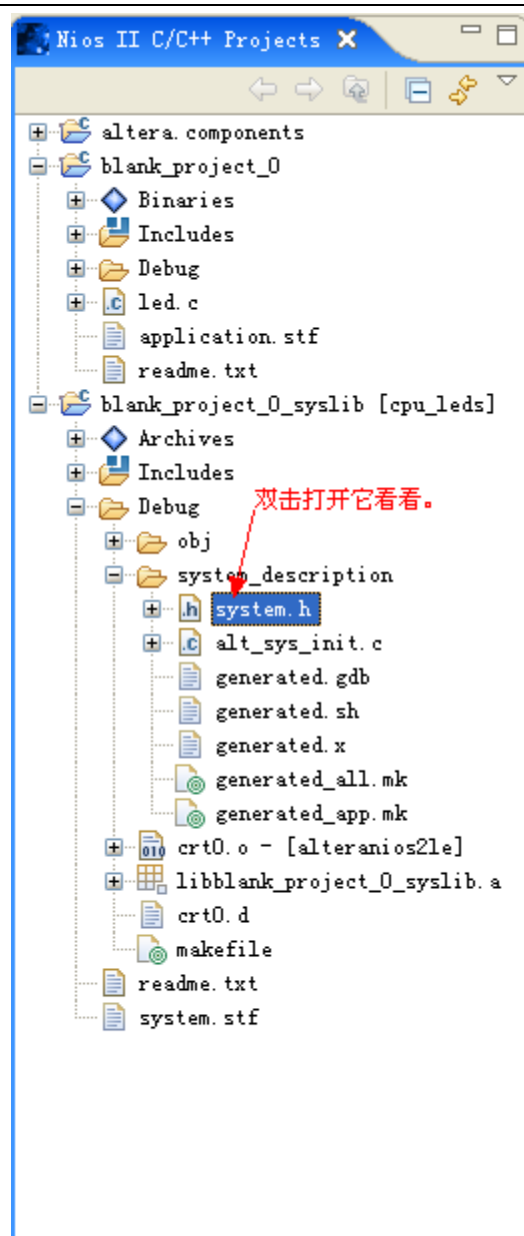 Nios II C/C++ Projects
altera.components
blank_project_0
Binaries
Includes
Debug
led.c
application.stf
readme.txt
blank_project_0_syslib [cpu_leds]
Archives
Includes
Debug
双击打开它看看。
obj
system_description
system.h
alt_sys_init.c
generated.gdb
generated.sh
generated.x
generated_all.mk
generated_app.mk
crt0.o - [alteranios2le]
libblank_project_0_syslib.a
crt0.d
makefile
readme.txt
system.stf